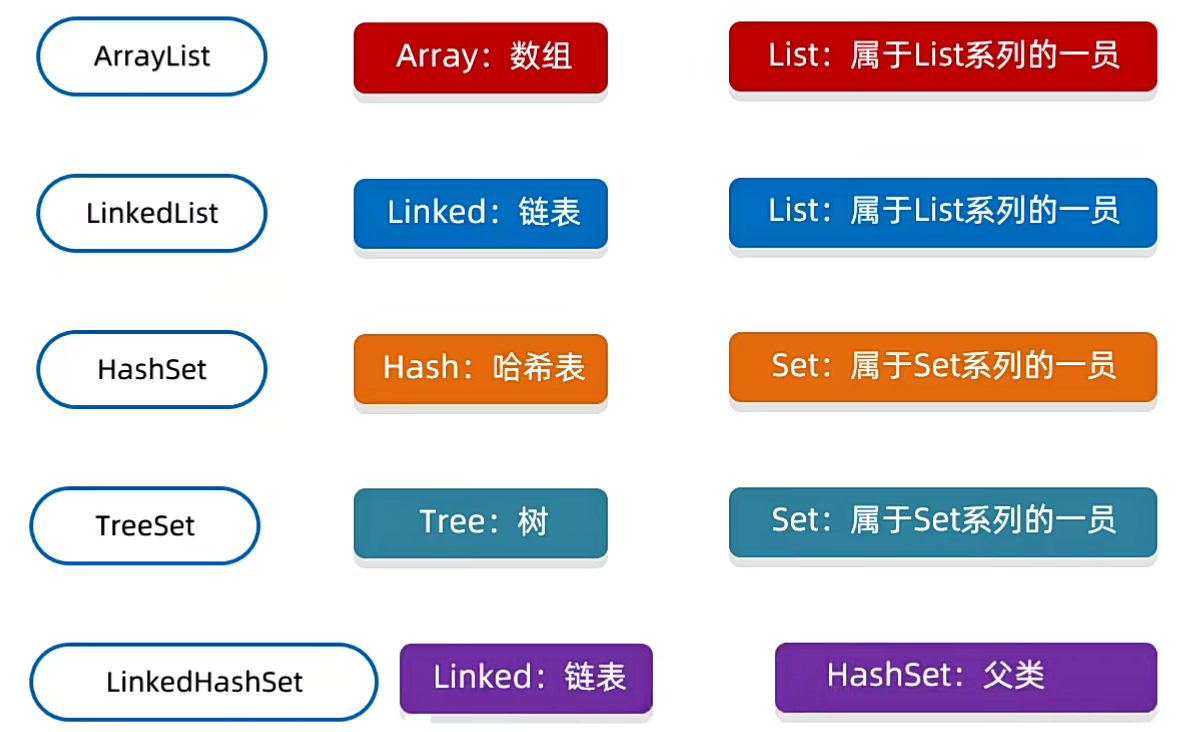 ArrayList
Array：数组
List：属于List系列的一员
LinkedList
Linked：链表
List：属于List系列的一员
HashSet
Hash：哈希表
Set：属于Set系列的一员
TreeSet
Tree：树
Set：属于Set系列的一员
LinkedHashSet
Linked：链表
HashSet：父类